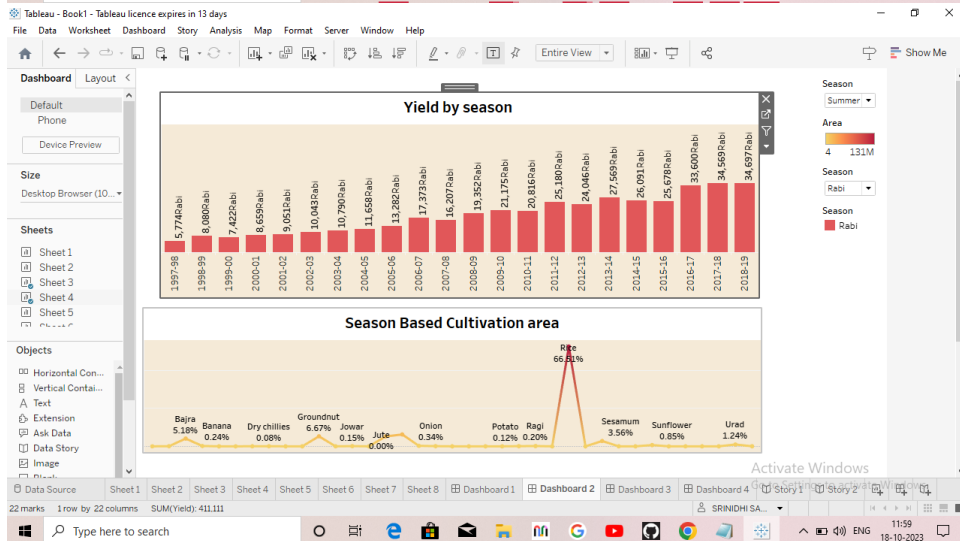 Tableau - Book1 - Tableau licence expires in 13 days
File Data Worksheet Dashboard Story Analysis Map Format Server Window Help
Entire View
Show Me
Dashboard Layout
Default
Phone
Device Preview
Size
Desktop Browser (10...
Sheets
Sheet 1
Sheet 2
Sheet 3
Sheet 4
Sheet 5
Objects
Horizontal Con...
Vertical Contai...
Text
Extension
Ask Data
Data Story
Image
Yield by season
5,774Rabi
8,080Rabi
7,422Rabi
8,659Rabi
9,051Rabi
10,043Rabi
10,790Rabi
11,658Rabi
13,282Rabi
17,373Rabi
16,207Rabi
19,352Rabi
21,175Rabi
20,816Rabi
25,180Rabi
24,046Rabi
27,569Rabi
26,091Rabi
25,678Rabi
33,600Rabi
34,569Rabi
34,697Rabi
1997-98
1998-99
1999-00
2000-01
2001-02
2002-03
2003-04
2004-05
2005-06
2006-07
2007-08
2008-09
2009-10
2010-11
2011-12
2012-13
2013-14
2014-15
2015-16
2016-17
2017-18
2018-19
Season Based Cultivation area
Bajra
5.18%
Banana
0.24%
Dry chillies
0.08%
Groundnut
6.67%
Jowar
0.15%
Jute
0.00%
Onion
0.34%
Potato
0.12%
Ragi
0.20%
Rice
66.51%
Sesamum
3.56%
Sunflower
0.85%
Urad
1.24%
Season
Summer
Area
4 131M
Season
Rabi
Season
Rabi
Activate Windows
Go to Settings to activate Windows.
Data Source Sheet 1 Sheet 2 Sheet 3 Sheet 4 Sheet 5 Sheet 6 Sheet 7 Sheet 8 Dashboard 1 Dashboard 2 Dashboard 3 Dashboard 4 Story 1 Story 2
22 marks 1 row by 22 columns SUM(Yield): 411.111
SRINIDHI SA...
Type here to search
ENG
11:59
18-10-2023